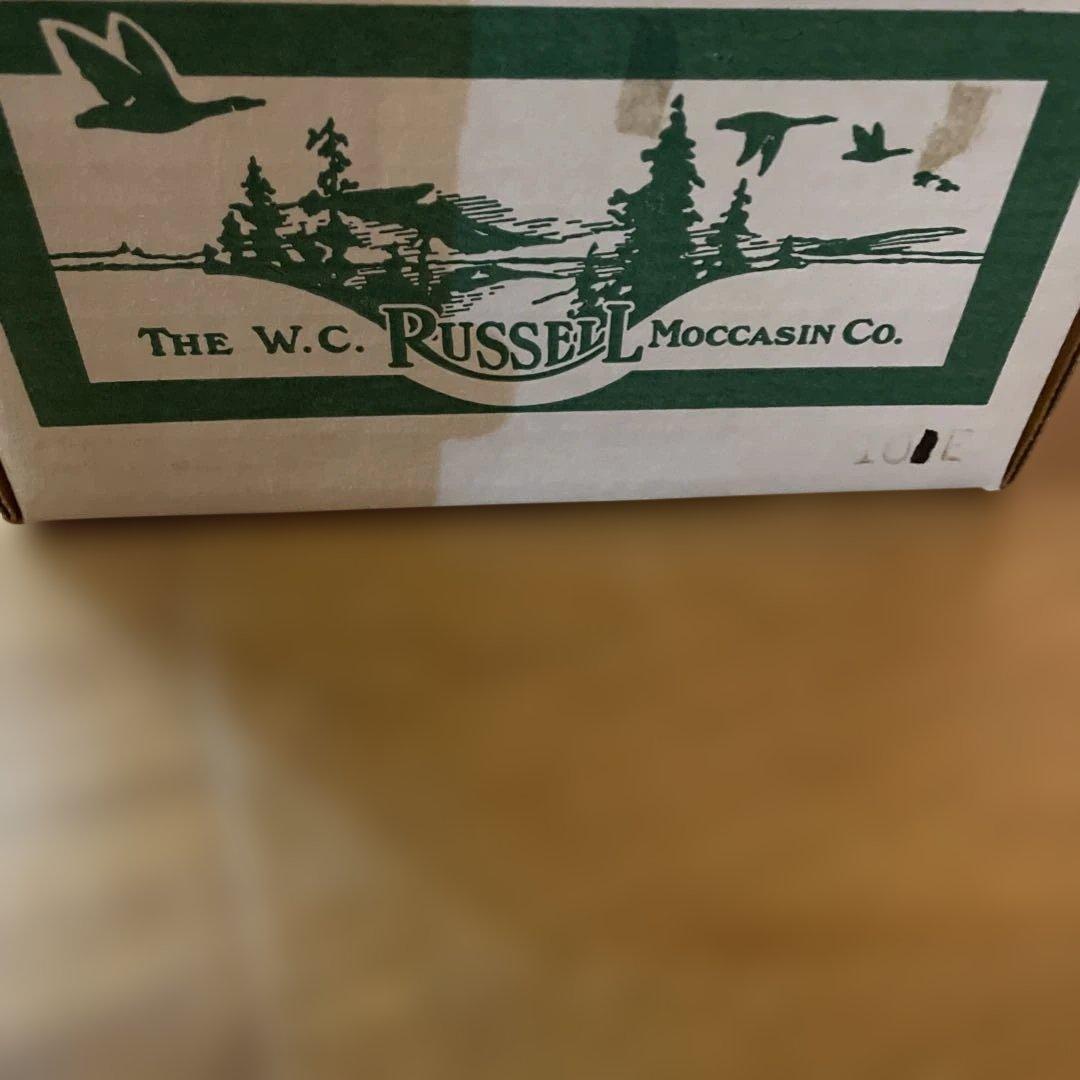 THE W.C. RUSSELL MOCCASIN CO.